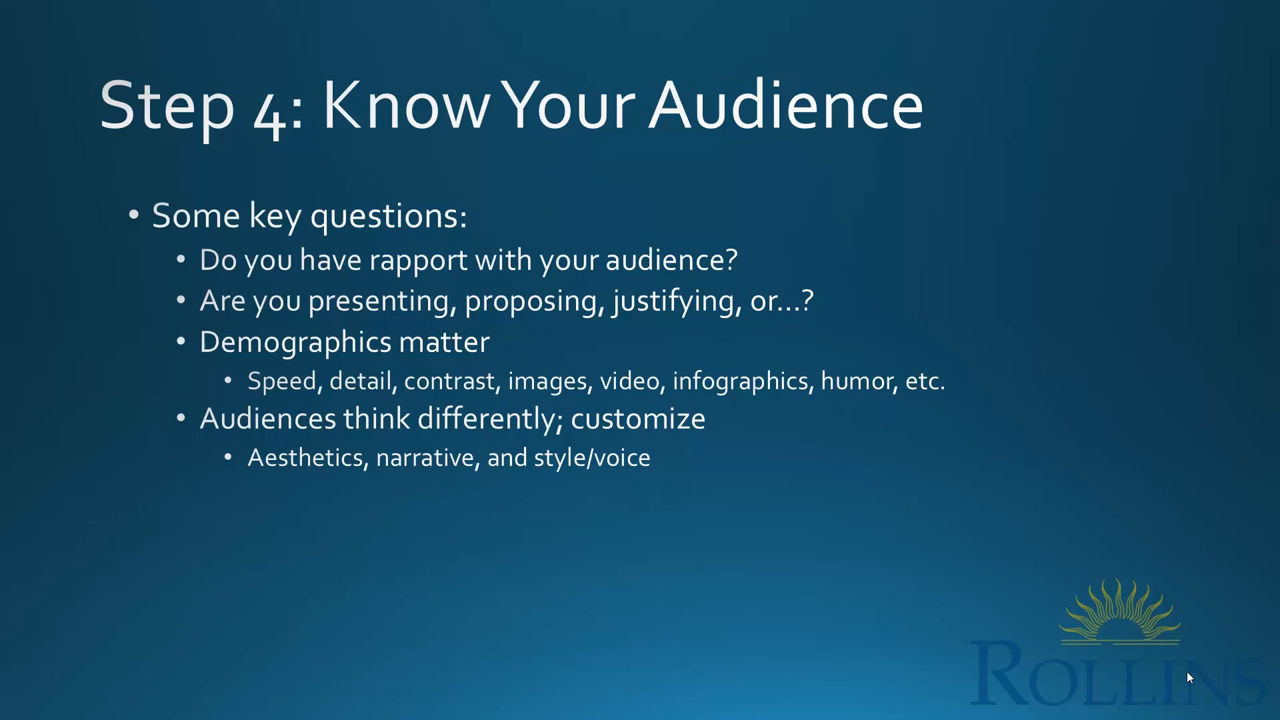 Step 4: Know Your Audience
• Some key questions:
• Do you have rapport with your audience?
• Are you presenting, proposing, justifying, or...?
• Demographics matter
• Speed, detail, contrast, images, video, infographics, humor, etc.
• Audiences think differently; customize
• Aesthetics, narrative, and style/voice
ROLLINS